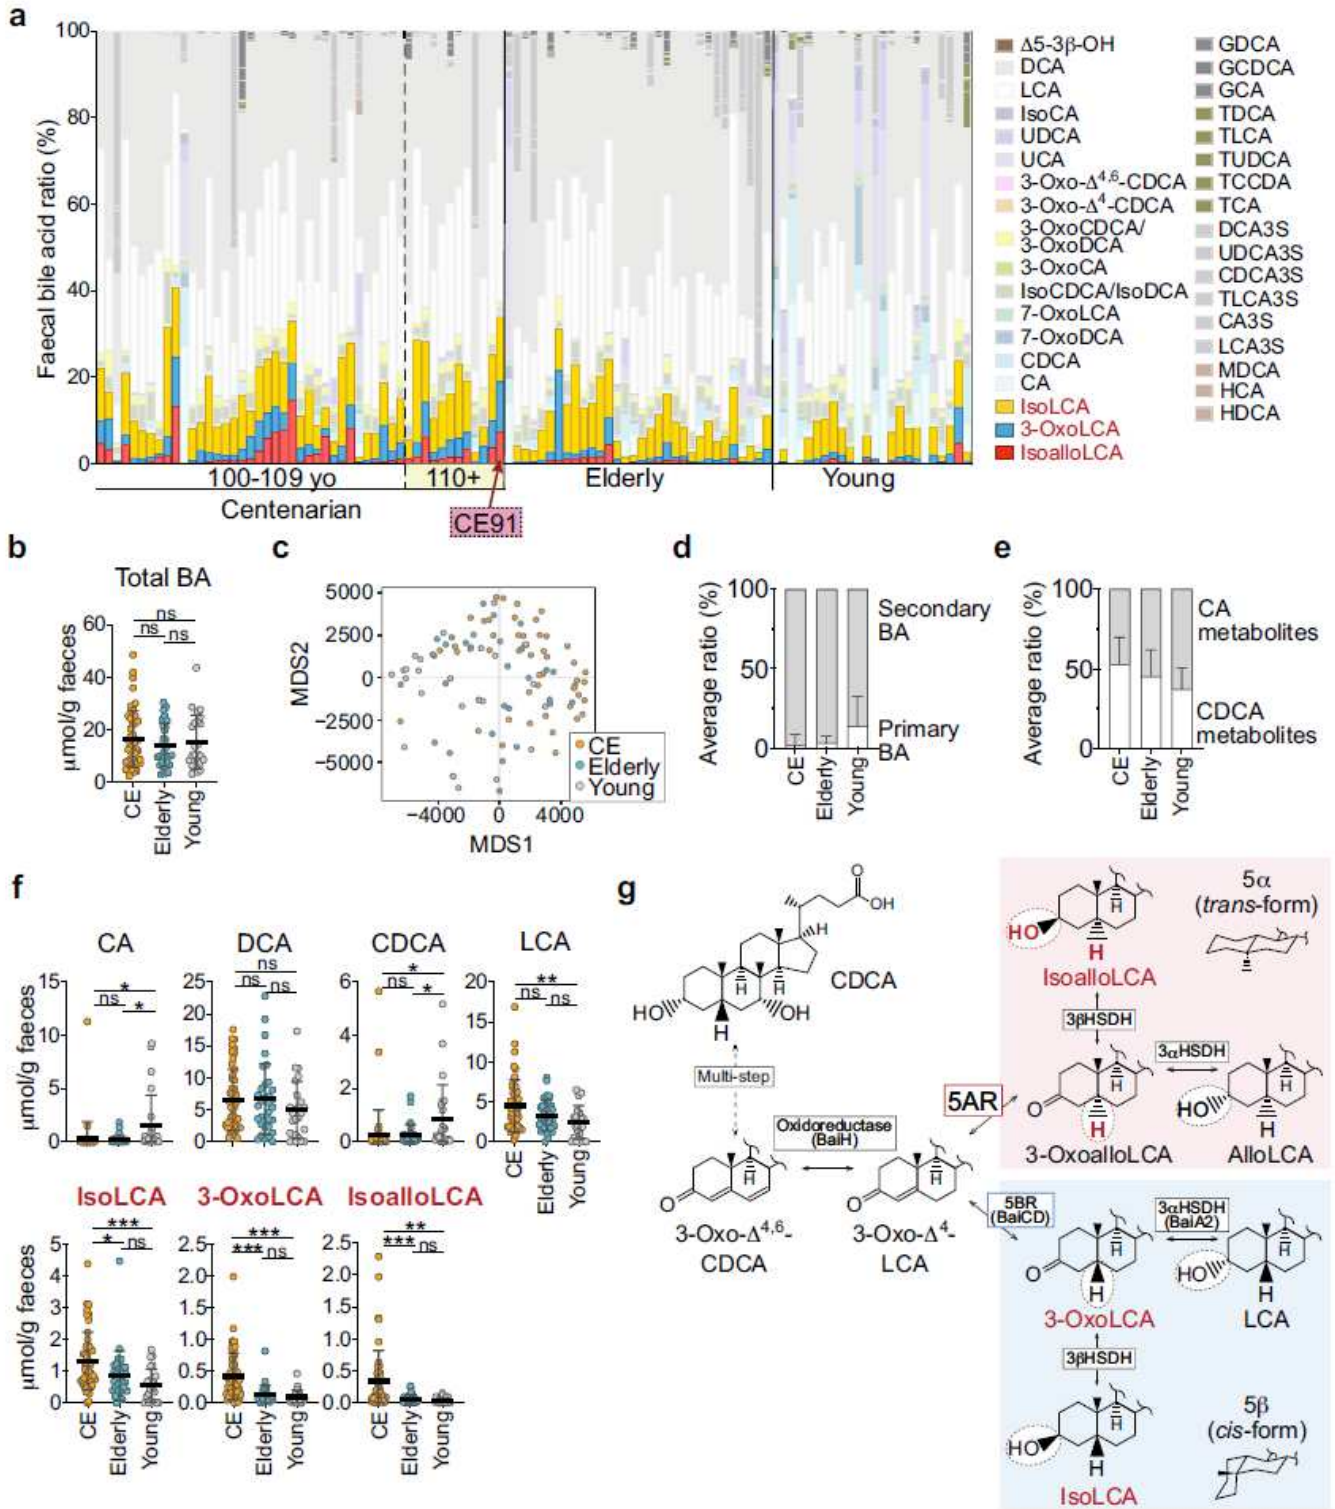 a
Faecal bile acid ratio (%)
100
80
60
40
20
0
100-109 yo
110+
Elderly
Young
Centenarian
CE91
Δ5-3β-OH
DCA
LCA
IsoCA
UDCA
UCA
3-Oxo-Δ4,6-CDCA
3-Oxo-Δ4-CDCA
3-OxoCDCA/
3-OxoDCA
3-OxoCA
IsoCDCA/IsoDCA
7-OxoLCA
7-OxoDCA
CDCA
CA
IsoLCA
3-OxoLCA
IsoalloLCA
GDCA
GCDCA
GCA
TDCA
TLCA
TUDCA
TCCDA
TCA
DCA3S
UDCA3S
CDCA3S
TLCA3S
CA3S
LCA3S
MDCA
HCA
HDCA
b
Total BA
μmol/g faeces
ns
ns ns
60
40
20
0
CE
Elderly
Young
c
MDS2
5000
2500
0
−2500
−5000
CE
Elderly
Young
−4000 0 4000
MDS1
d
Average ratio (%)
100
50
0
Secondary
BA
Primary
BA
CE
Elderly
Young
e
Average ratio (%)
100
50
0
CA
metabolites
CDCA
metabolites
CE
Elderly
Young
f
CA
μmol/g faeces
15
10
5
0
*
ns *
DCA
25
20
15
10
5
0
ns
ns ns
CDCA
6
4
2
0
*
ns *
LCA
20
15
10
5
0
**
ns ns
CE
Elderly
Young
IsoLCA
μmol/g faeces
5
4
3
2
1
0
***
* ns
CE
Elderly
Young
3-OxoLCA
2.5
2.0
1.5
1.0
0.5
0.0
***
*** ns
CE
Elderly
Young
IsoalloLCA
2.5
2.0
1.5
1.0
0.5
0.0
**
*** ns
CE
Elderly
Young
g
O
OH
H
H
H
HO
OH
H
CDCA
Multi-step
O
H
3-Oxo-Δ4,6-
CDCA
Oxidoreductase
(BaiH)
O
H
3-Oxo-Δ4-
LCA
5AR
5BR
(BaiCD)
HO
H
H
IsoalloLCA
5α
(trans-form)
3βHSDH
O
H
H
3-OxoalloLCA
3αHSDH
HO
H
H
AlloLCA
O
H
H
3-OxoLCA
3αHSDH
(BaiA2)
HO
H
H
LCA
3βHSDH
HO
H
H
IsoLCA
5β
(cis-form)